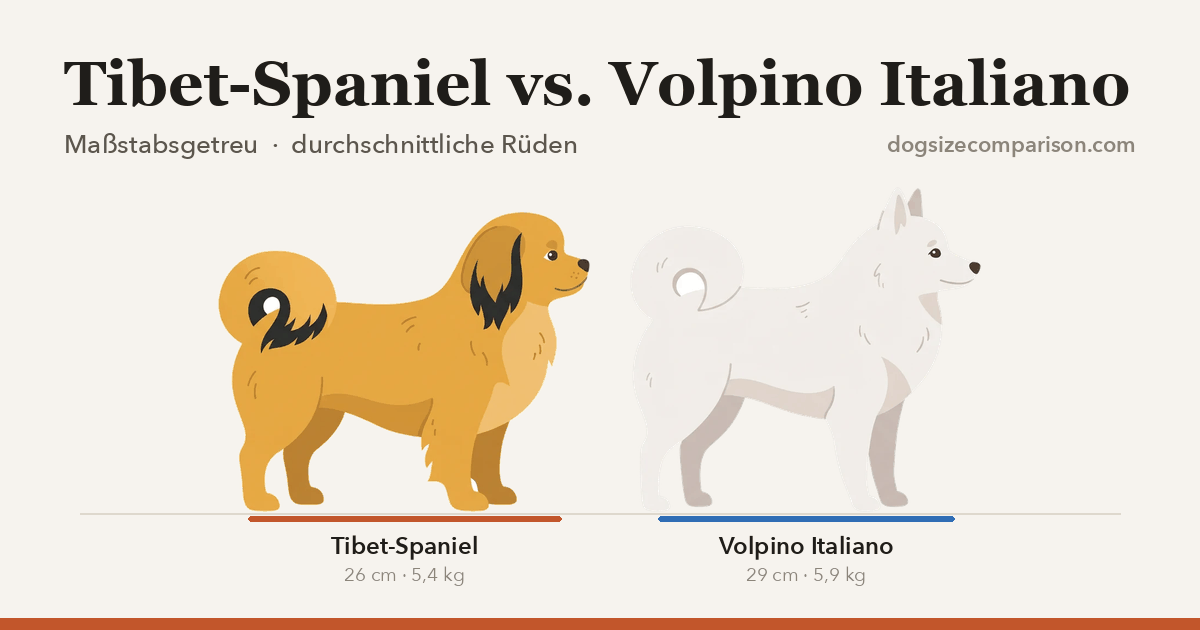 Tibet-Spaniel vs. Volpino Italiano
Maßstabsgetreu · durchschnittliche Rüden
dogsizecomparison.com
Tibet-Spaniel
26 cm · 5,4 kg
Volpino Italiano
29 cm · 5,9 kg